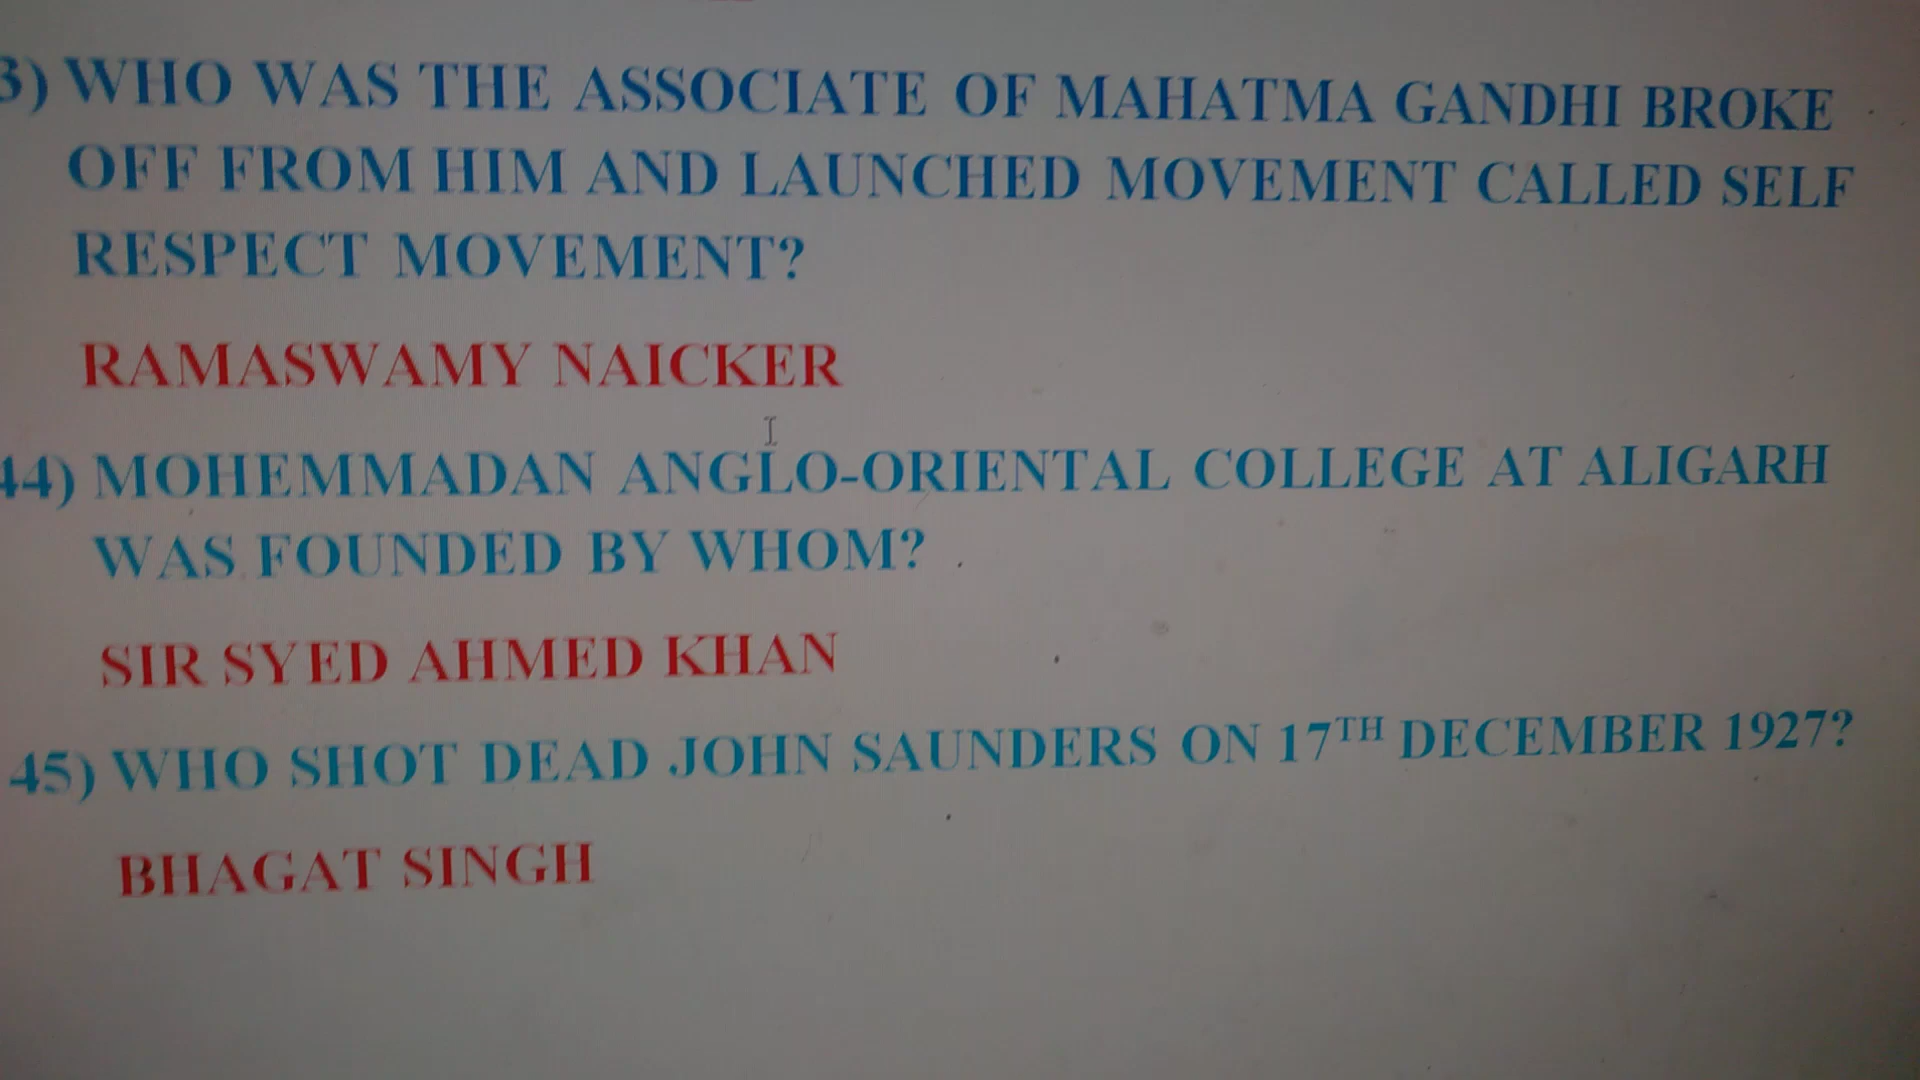 3) WHO WAS THE ASSOCIATE OF MAHATMA GANDHI BROKE
OFF FROM HIM AND LAUNCHED MOVEMENT CALLED SELF
RESPECT MOVEMENT?
RAMASWAMY NAICKER
44) MOHEMMADAN ANGLO-ORIENTAL COLLEGE AT ALIGARH
WAS FOUNDED BY WHOM?
SIR SYED AHMED KHAN
45) WHO SHOT DEAD JOHN SAUNDERS ON 17TH DECEMBER 1927?
BHAGAT SINGH